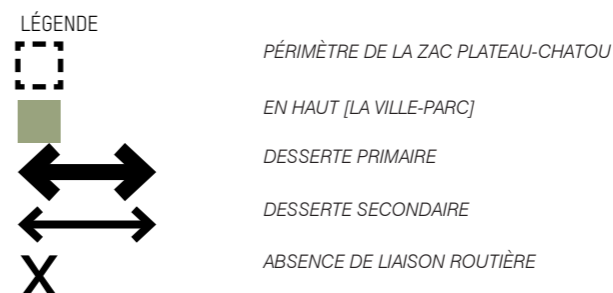 LÉGENDE
PÉRIMÈTRE DE LA ZAC PLATEAU-CHATOU
EN HAUT [LA VILLE-PARC]
DESSERTE PRIMAIRE
DESSERTE SECONDAIRE
X ABSENCE DE LIAISON ROUTIÈRE